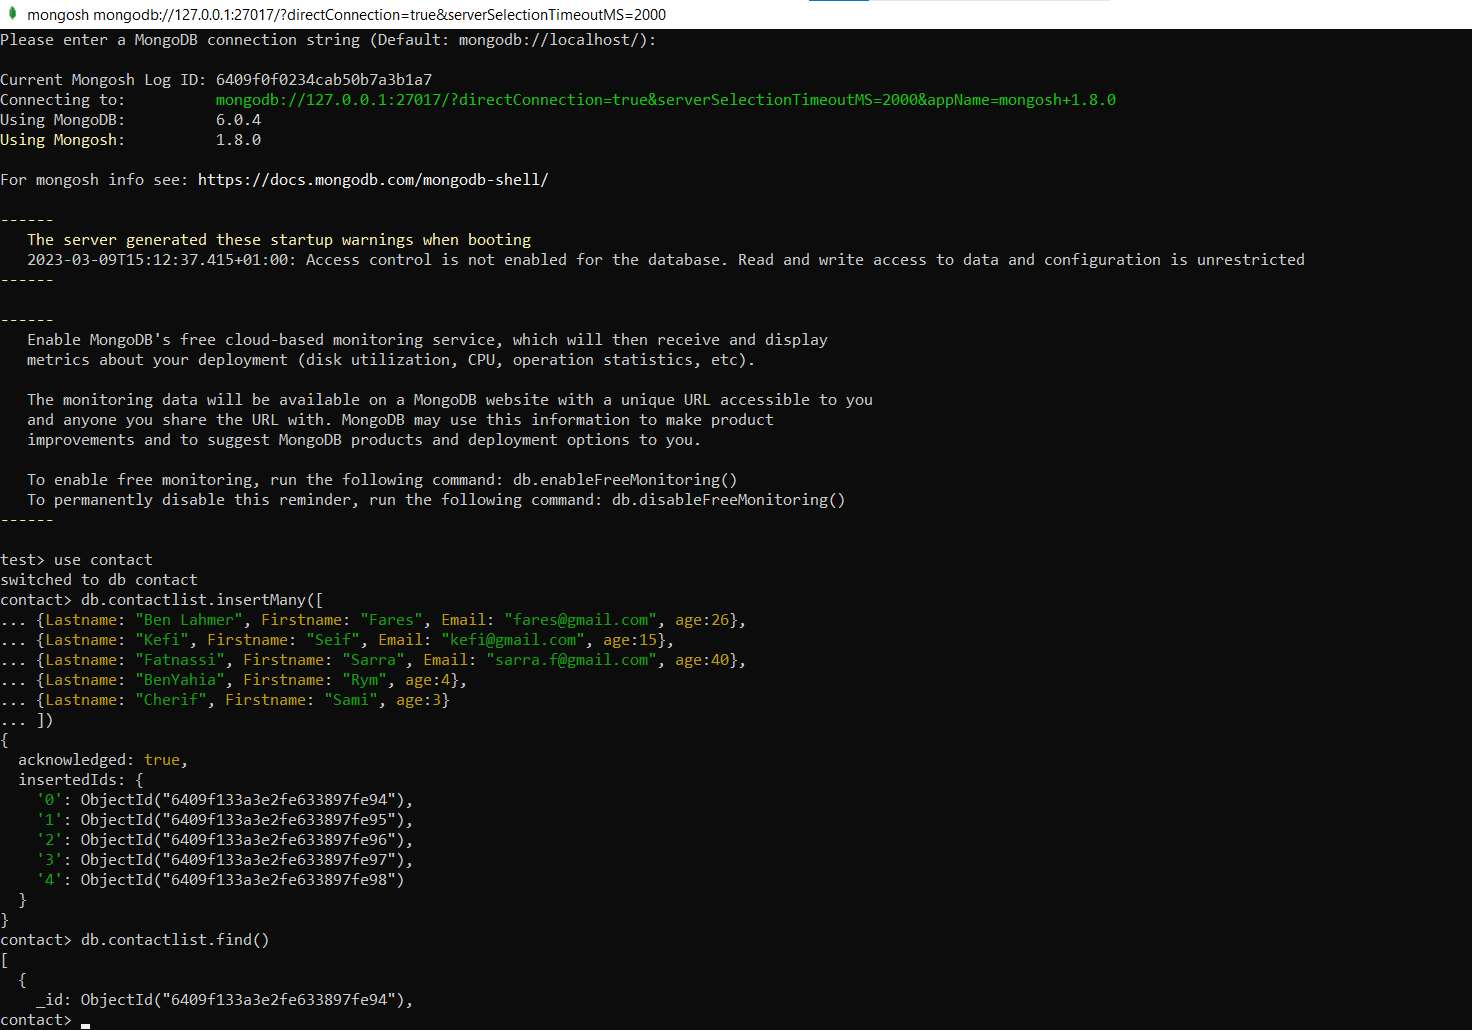 mongosh mongodb://127.0.0.1:27017/?directConnection=true&serverSelectionTimeoutMS=2000
Please enter a MongoDB connection string (Default: mongodb://localhost/):
Current Mongosh Log ID: 6409f0f0234cab50b7a3b1a7
Connecting to: mongodb://127.0.0.1:27017/?directConnection=true&serverSelectionTimeoutMS=2000&appName=mongosh+1.8.0
Using MongoDB: 6.0.4
Using Mongosh: 1.8.0
For mongosh info see: https://docs.mongodb.com/mongodb-shell/
------
The server generated these startup warnings when booting
2023-03-09T15:12:37.415+01:00: Access control is not enabled for the database. Read and write access to data and configuration is unrestricted
------
------
Enable MongoDB's free cloud-based monitoring service, which will then receive and display
metrics about your deployment (disk utilization, CPU, operation statistics, etc).
The monitoring data will be available on a MongoDB website with a unique URL accessible to you
and anyone you share the URL with. MongoDB may use this information to make product
improvements and to suggest MongoDB products and deployment options to you.
To enable free monitoring, run the following command: db.enableFreeMonitoring()
To permanently disable this reminder, run the following command: db.disableFreeMonitoring()
------
test> use contact
switched to db contact
contact> db.contactlist.insertMany([
... {Lastname: "Ben Lahmer", Firstname: "Fares", Email: "fares@gmail.com", age:26},
... {Lastname: "Kefi", Firstname: "Seif", Email: "kefi@gmail.com", age:15},
... {Lastname: "Fatnassi", Firstname: "Sarra", Email: "sarra.f@gmail.com", age:40},
... {Lastname: "BenYahia", Firstname: "Rym", age:4},
... {Lastname: "Cherif", Firstname: "Sami", age:3}
... ])
{
acknowledged: true,
insertedIds: {
'0': ObjectId("6409f133a3e2fe633897fe94"),
'1': ObjectId("6409f133a3e2fe633897fe95"),
'2': ObjectId("6409f133a3e2fe633897fe96"),
'3': ObjectId("6409f133a3e2fe633897fe97"),
'4': ObjectId("6409f133a3e2fe633897fe98")
}
}
contact> db.contactlist.find()
[
{
_id: ObjectId("6409f133a3e2fe633897fe94"),
contact>